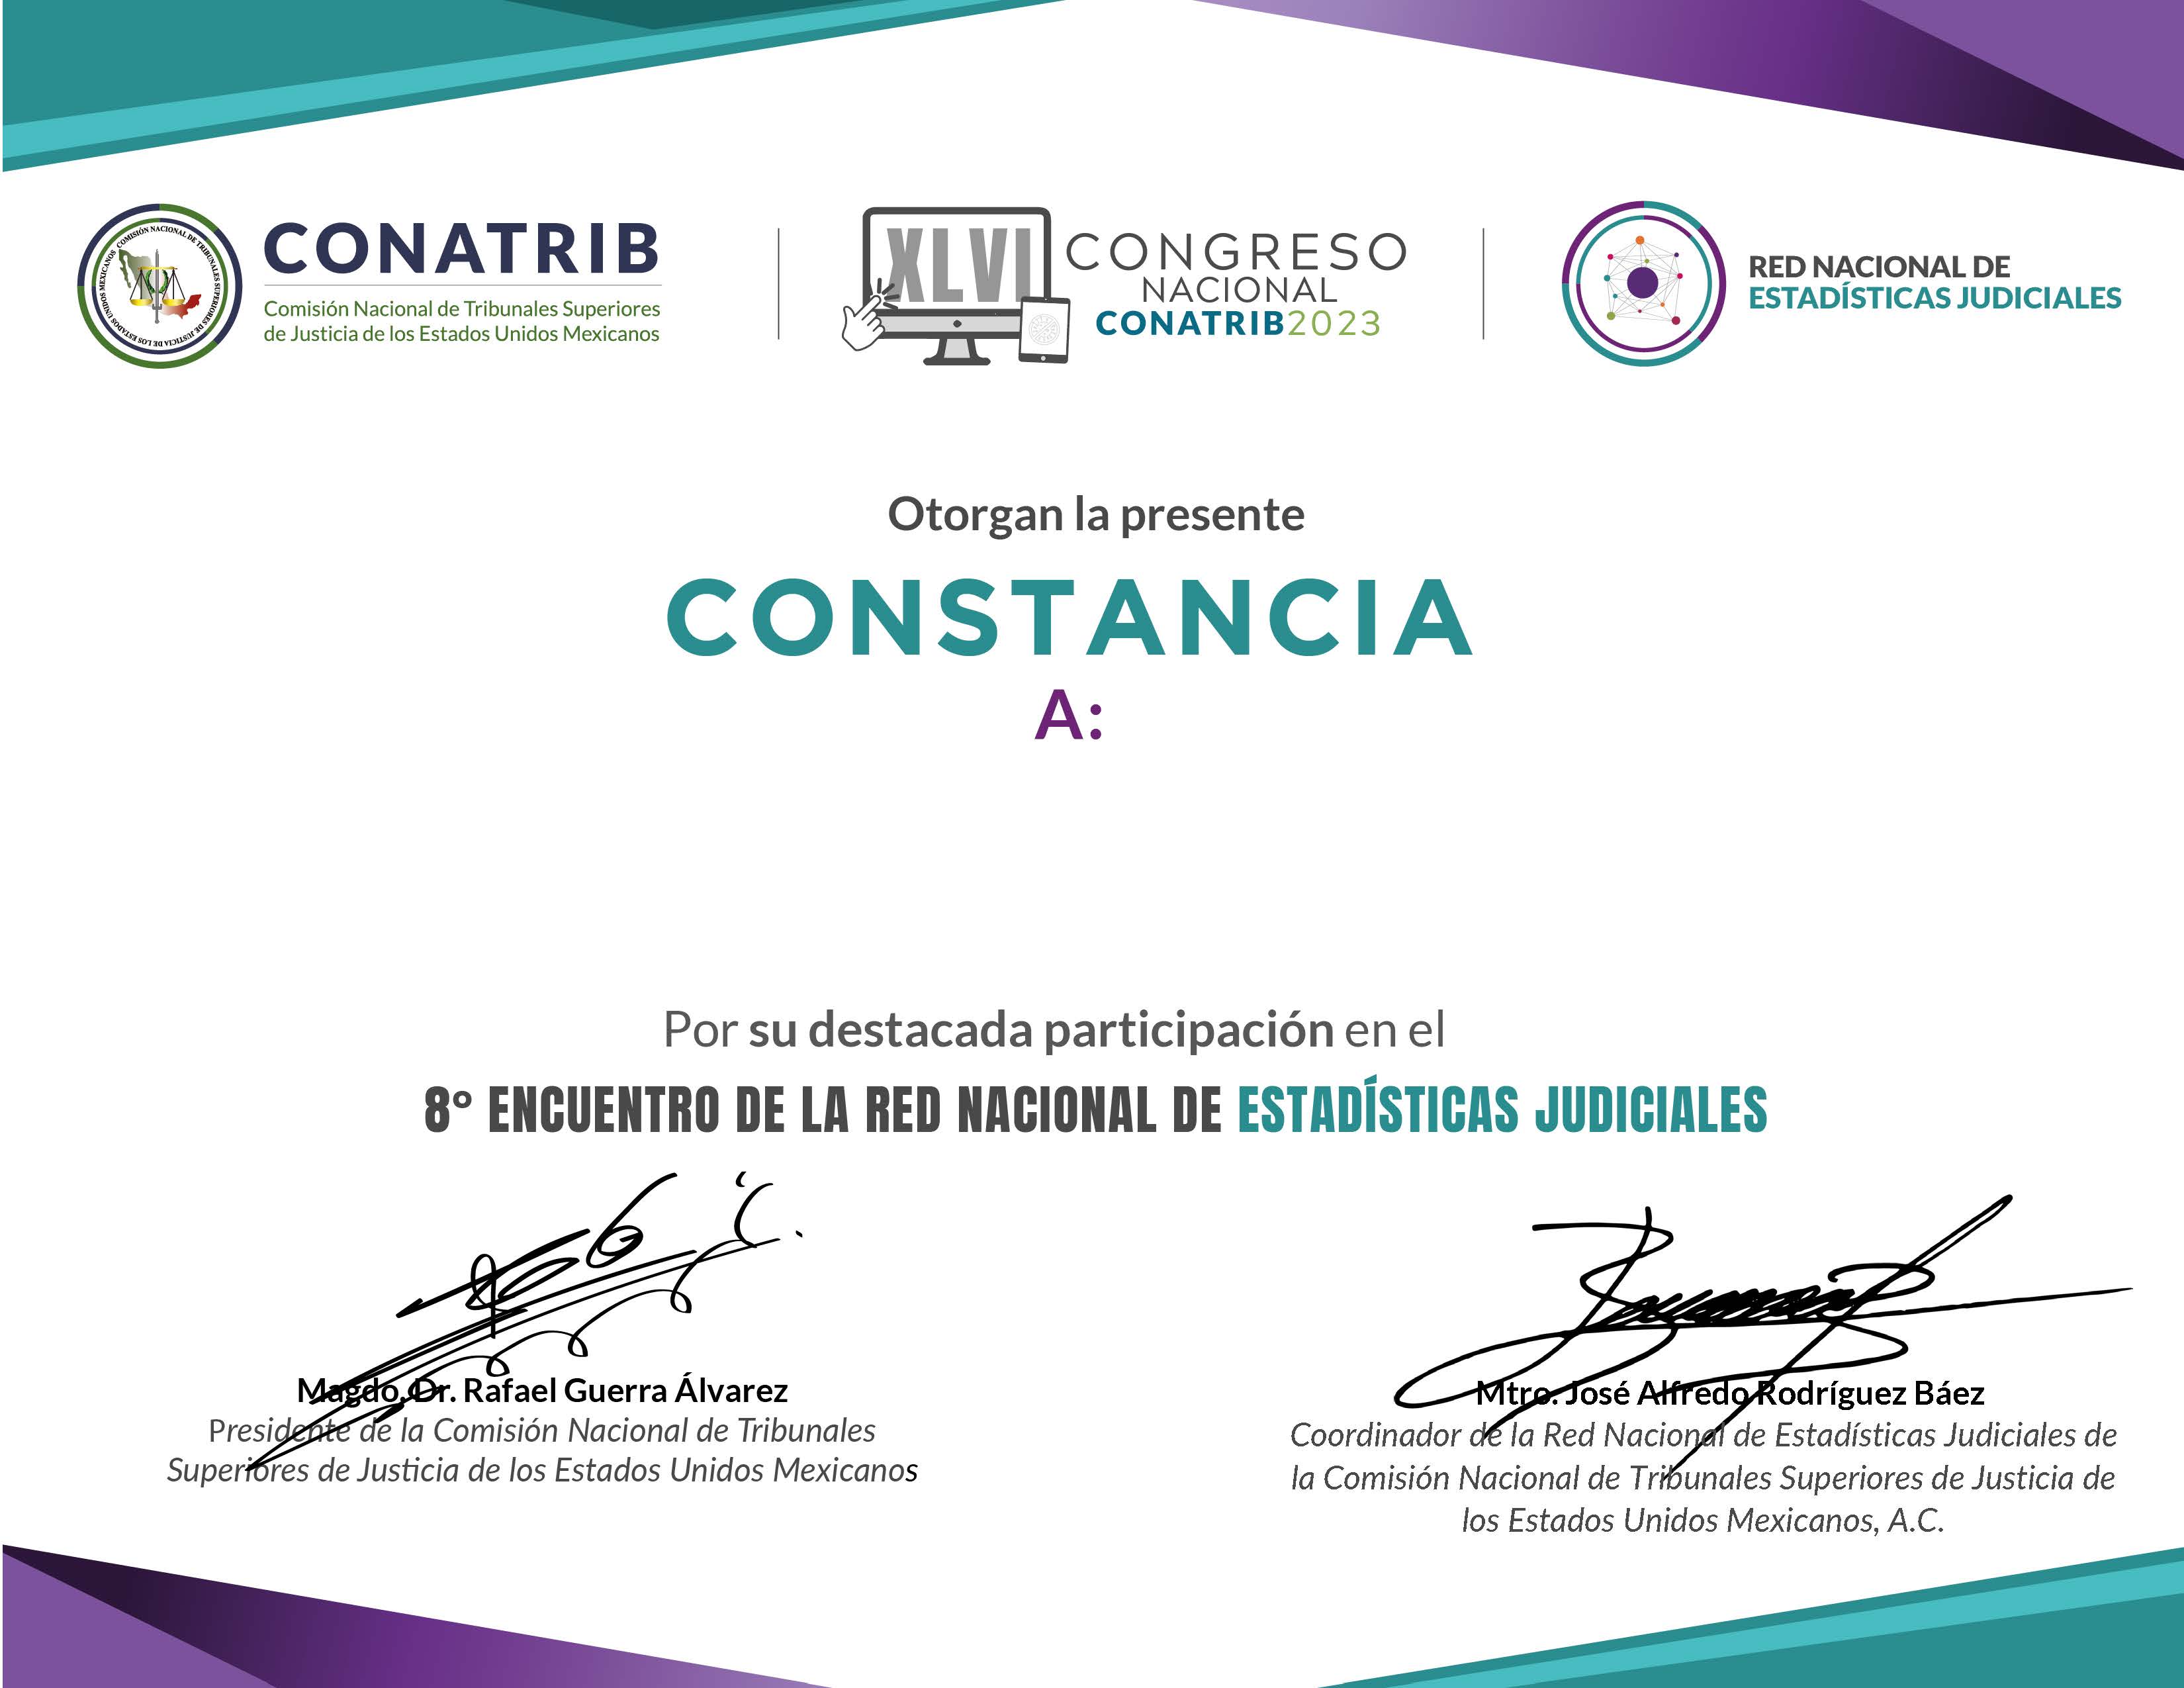 COMISIÓN NACIONAL DE TRIBUNALES SUPERIORES DE JUSTICIA DE LOS ESTADOS UNIDOS MEXICANOS
CONATRIB
Comisión Nacional de Tribunales Superiores
de Justicia de los Estados Unidos Mexicanos
XLVI
CONGRESO
NACIONAL
CONATRIB2023
RED NACIONAL DE
ESTADÍSTICAS JUDICIALES
Otorgan la presente
CONSTANCIA
A:
Por su destacada participación en el
8° ENCUENTRO DE LA RED NACIONAL DE ESTADÍSTICAS JUDICIALES
Magdo. Dr. Rafael Guerra Álvarez
Presidente de la Comisión Nacional de Tribunales
Superiores de Justicia de los Estados Unidos Mexicanos
Mtro. José Alfredo Rodríguez Báez
Coordinador de la Red Nacional de Estadísticas Judiciales de
la Comisión Nacional de Tribunales Superiores de Justicia de
los Estados Unidos Mexicanos, A.C.